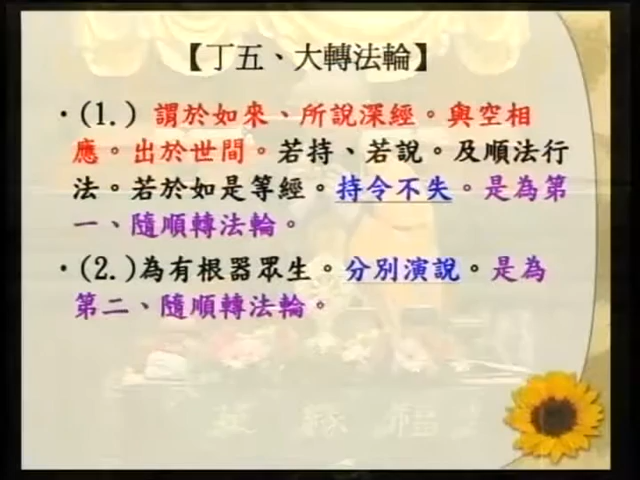 【丁五、大轉法輪】
•(1.) 謂於如來、所說深經。與空相
應。出於世間。若持、若說。及順法行
法。若於如是等經。持令不失。是為第
一、隨順轉法輪。
•(2.)為有根器眾生。分別演說。是為
第二、隨順轉法輪。